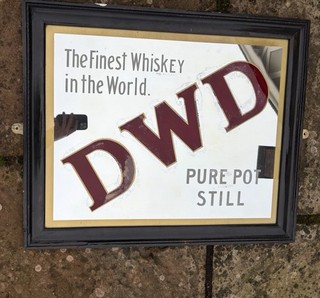 The Finest Whiskey
in the World.
DWD
PURE POT
STILL